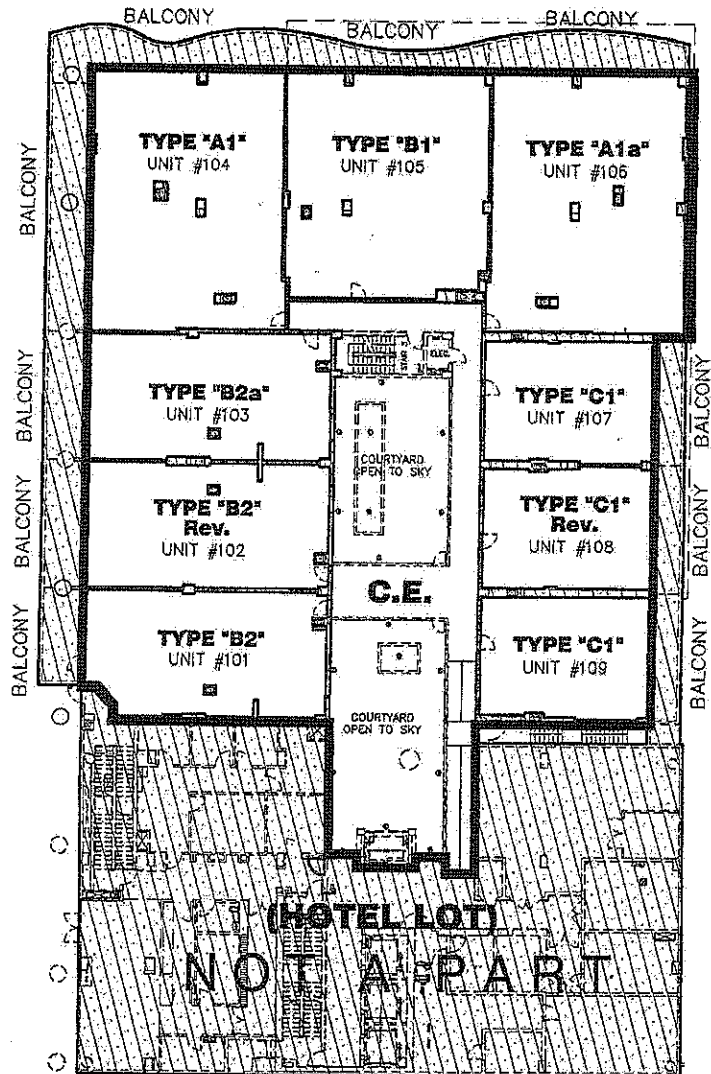 BALCONY
BALCONY
BALCONY
BALCONY
TYPE "A1"
UNIT #104
TYPE "B1"
UNIT #105
TYPE "A1a"
UNIT #106
STAIR
ELEC.
BALCONY
TYPE "B2a"
UNIT #103
COURTYARD
OPEN TO SKY
TYPE "C1"
UNIT #107
BALCONY
BALCONY
TYPE "B2"
Rev.
UNIT #102
C.E.
TYPE "C1"
Rev.
UNIT #108
BALCONY
BALCONY
TYPE "B2"
UNIT #101
COURTYARD
OPEN TO SKY
TYPE "C1"
UNIT #109
BALCONY
(HOTEL LOT)
NOT A PART